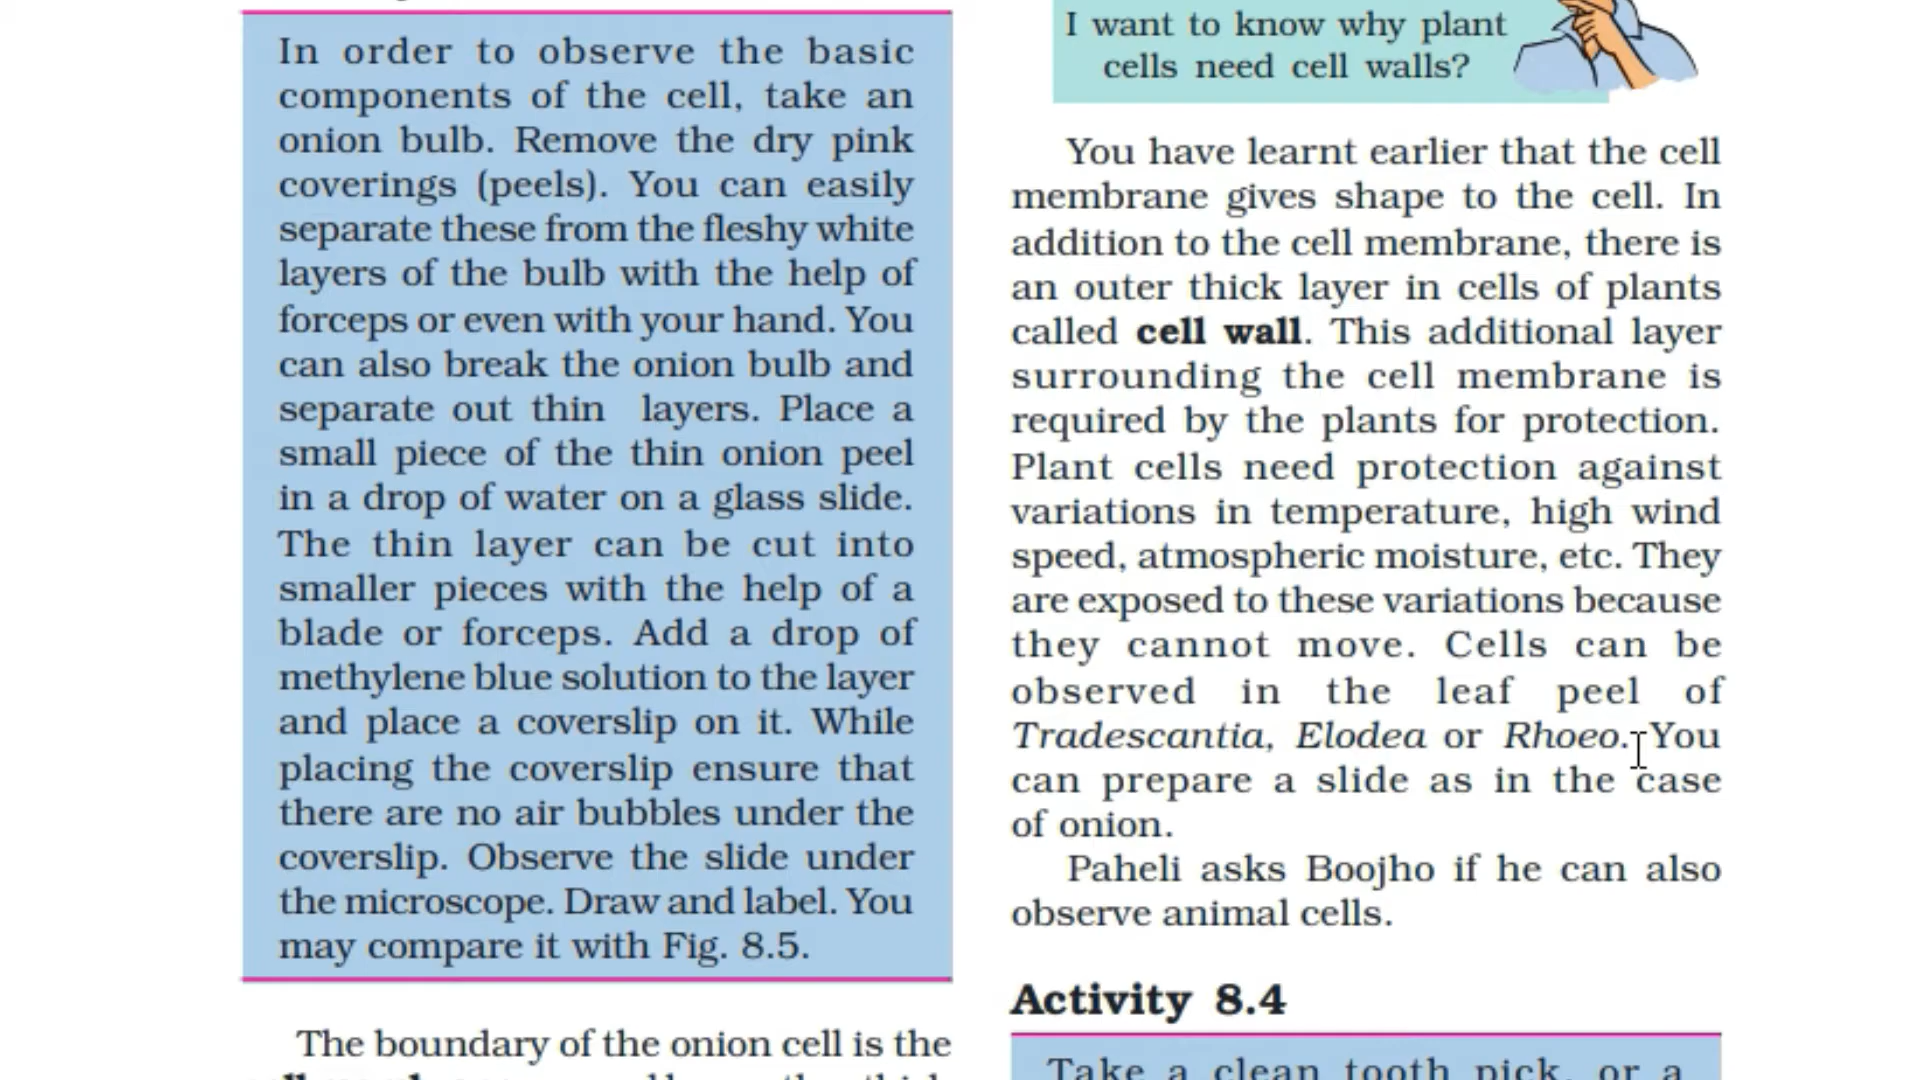 In order to observe the basic
components of the cell, take an
onion bulb. Remove the dry pink
coverings (peels). You can easily
separate these from the fleshy white
layers of the bulb with the help of
forceps or even with your hand. You
can also break the onion bulb and
separate out thin layers. Place a
small piece of the thin onion peel
in a drop of water on a glass slide.
The thin layer can be cut into
smaller pieces with the help of a
blade or forceps. Add a drop of
methylene blue solution to the layer
and place a coverslip on it. While
placing the coverslip ensure that
there are no air bubbles under the
coverslip. Observe the slide under
the microscope. Draw and label. You
may compare it with Fig. 8.5.
The boundary of the onion cell is the
I want to know why plant
cells need cell walls?
You have learnt earlier that the cell
membrane gives shape to the cell. In
addition to the cell membrane, there is
an outer thick layer in cells of plants
called cell wall. This additional layer
surrounding the cell membrane is
required by the plants for protection.
Plant cells need protection against
variations in temperature, high wind
speed, atmospheric moisture, etc. They
are exposed to these variations because
they cannot move. Cells can be
observed in the leaf peel of
Tradescantia, Elodea or Rhoeo. You
can prepare a slide as in the case
of onion.
Paheli asks Boojho if he can also
observe animal cells.
Activity 8.4
Take a clean tooth pick, or a